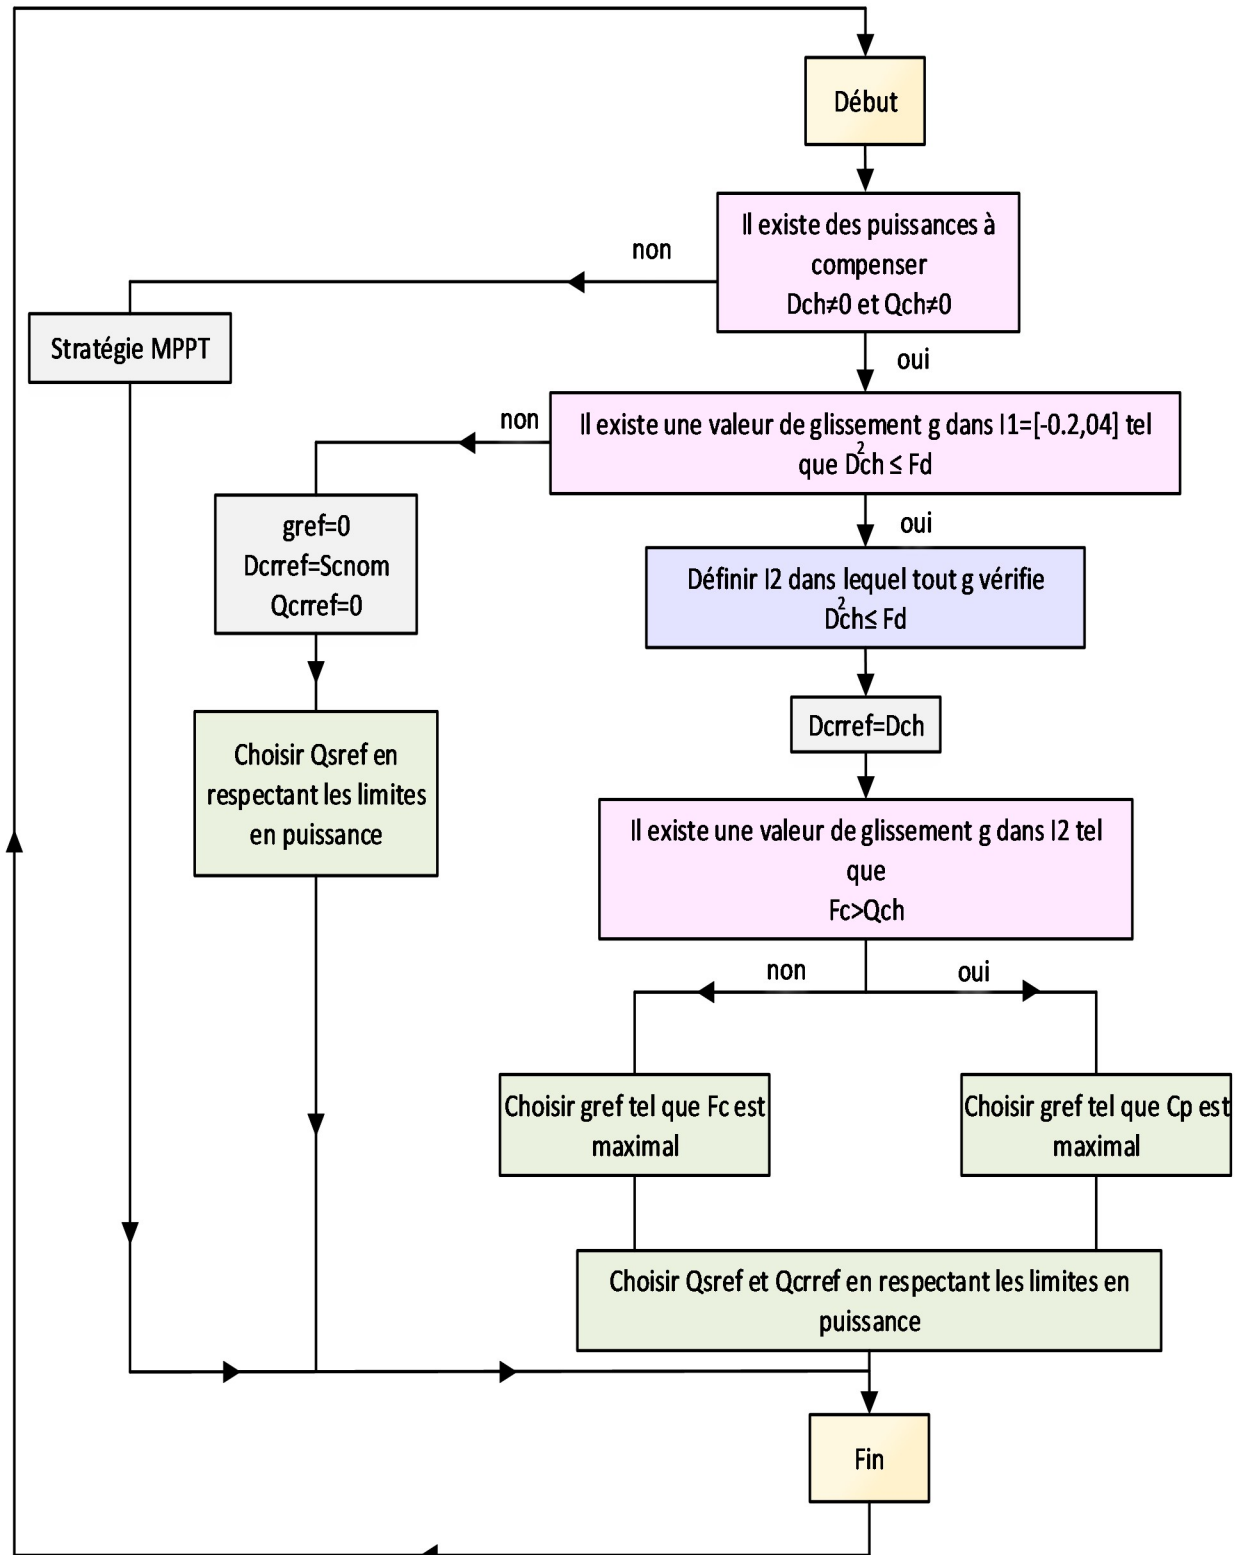 Début
Il existe des puissances à
compenser
Dch≠0 et Qch≠0
non
oui
Stratégie MPPT
Il existe une valeur de glissement g dans I1=[-0.2,04] tel
que D²ch ≤ Fd
non
oui
gref=0
Dcrref=Scnom
Qcrref=0
Définir I2 dans lequel tout g vérifie
D²ch≤ Fd
Dcrref=Dch
Choisir Qsref en
respectant les limites
en puissance
Il existe une valeur de glissement g dans I2 tel
que
Fc>Qch
non
oui
Choisir gref tel que Fc est
maximal
Choisir gref tel que Cp est
maximal
Choisir Qsref et Qcrref en respectant les limites en
puissance
Fin